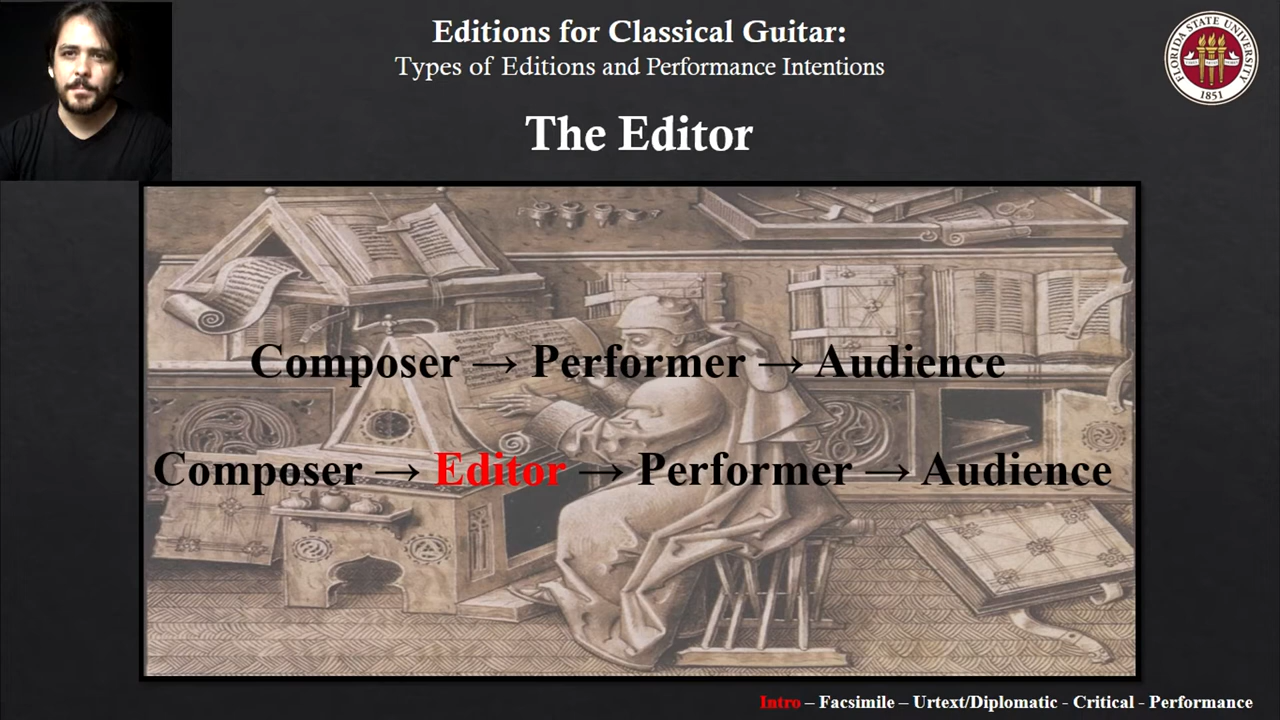 Editions for Classical Guitar:
Types of Editions and Performance Intentions
FLORIDA STATE UNIVERSITY
1851
The Editor
Composer → Performer → Audience
Composer → Editor → Performer → Audience
Intro – Facsimile – Urtext/Diplomatic - Critical - Performance